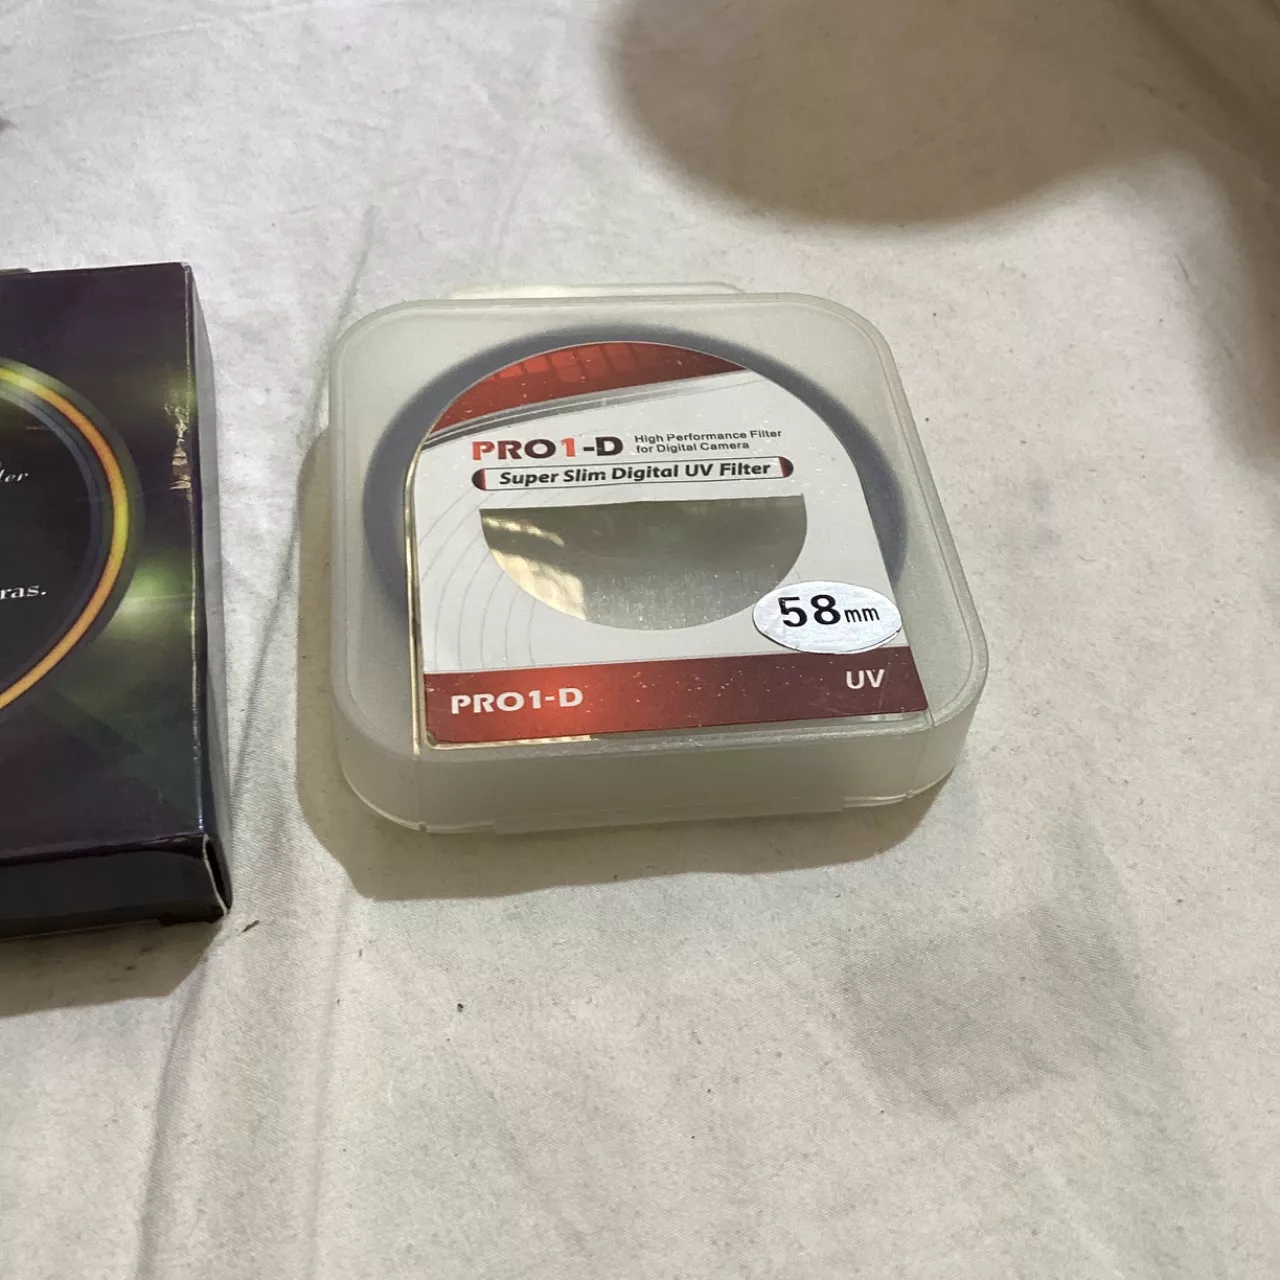 PRO1-D
High Performance Filter
for Digital Camera
Super Slim Digital UV Filter
58mm
PRO1-D
UV
ras.